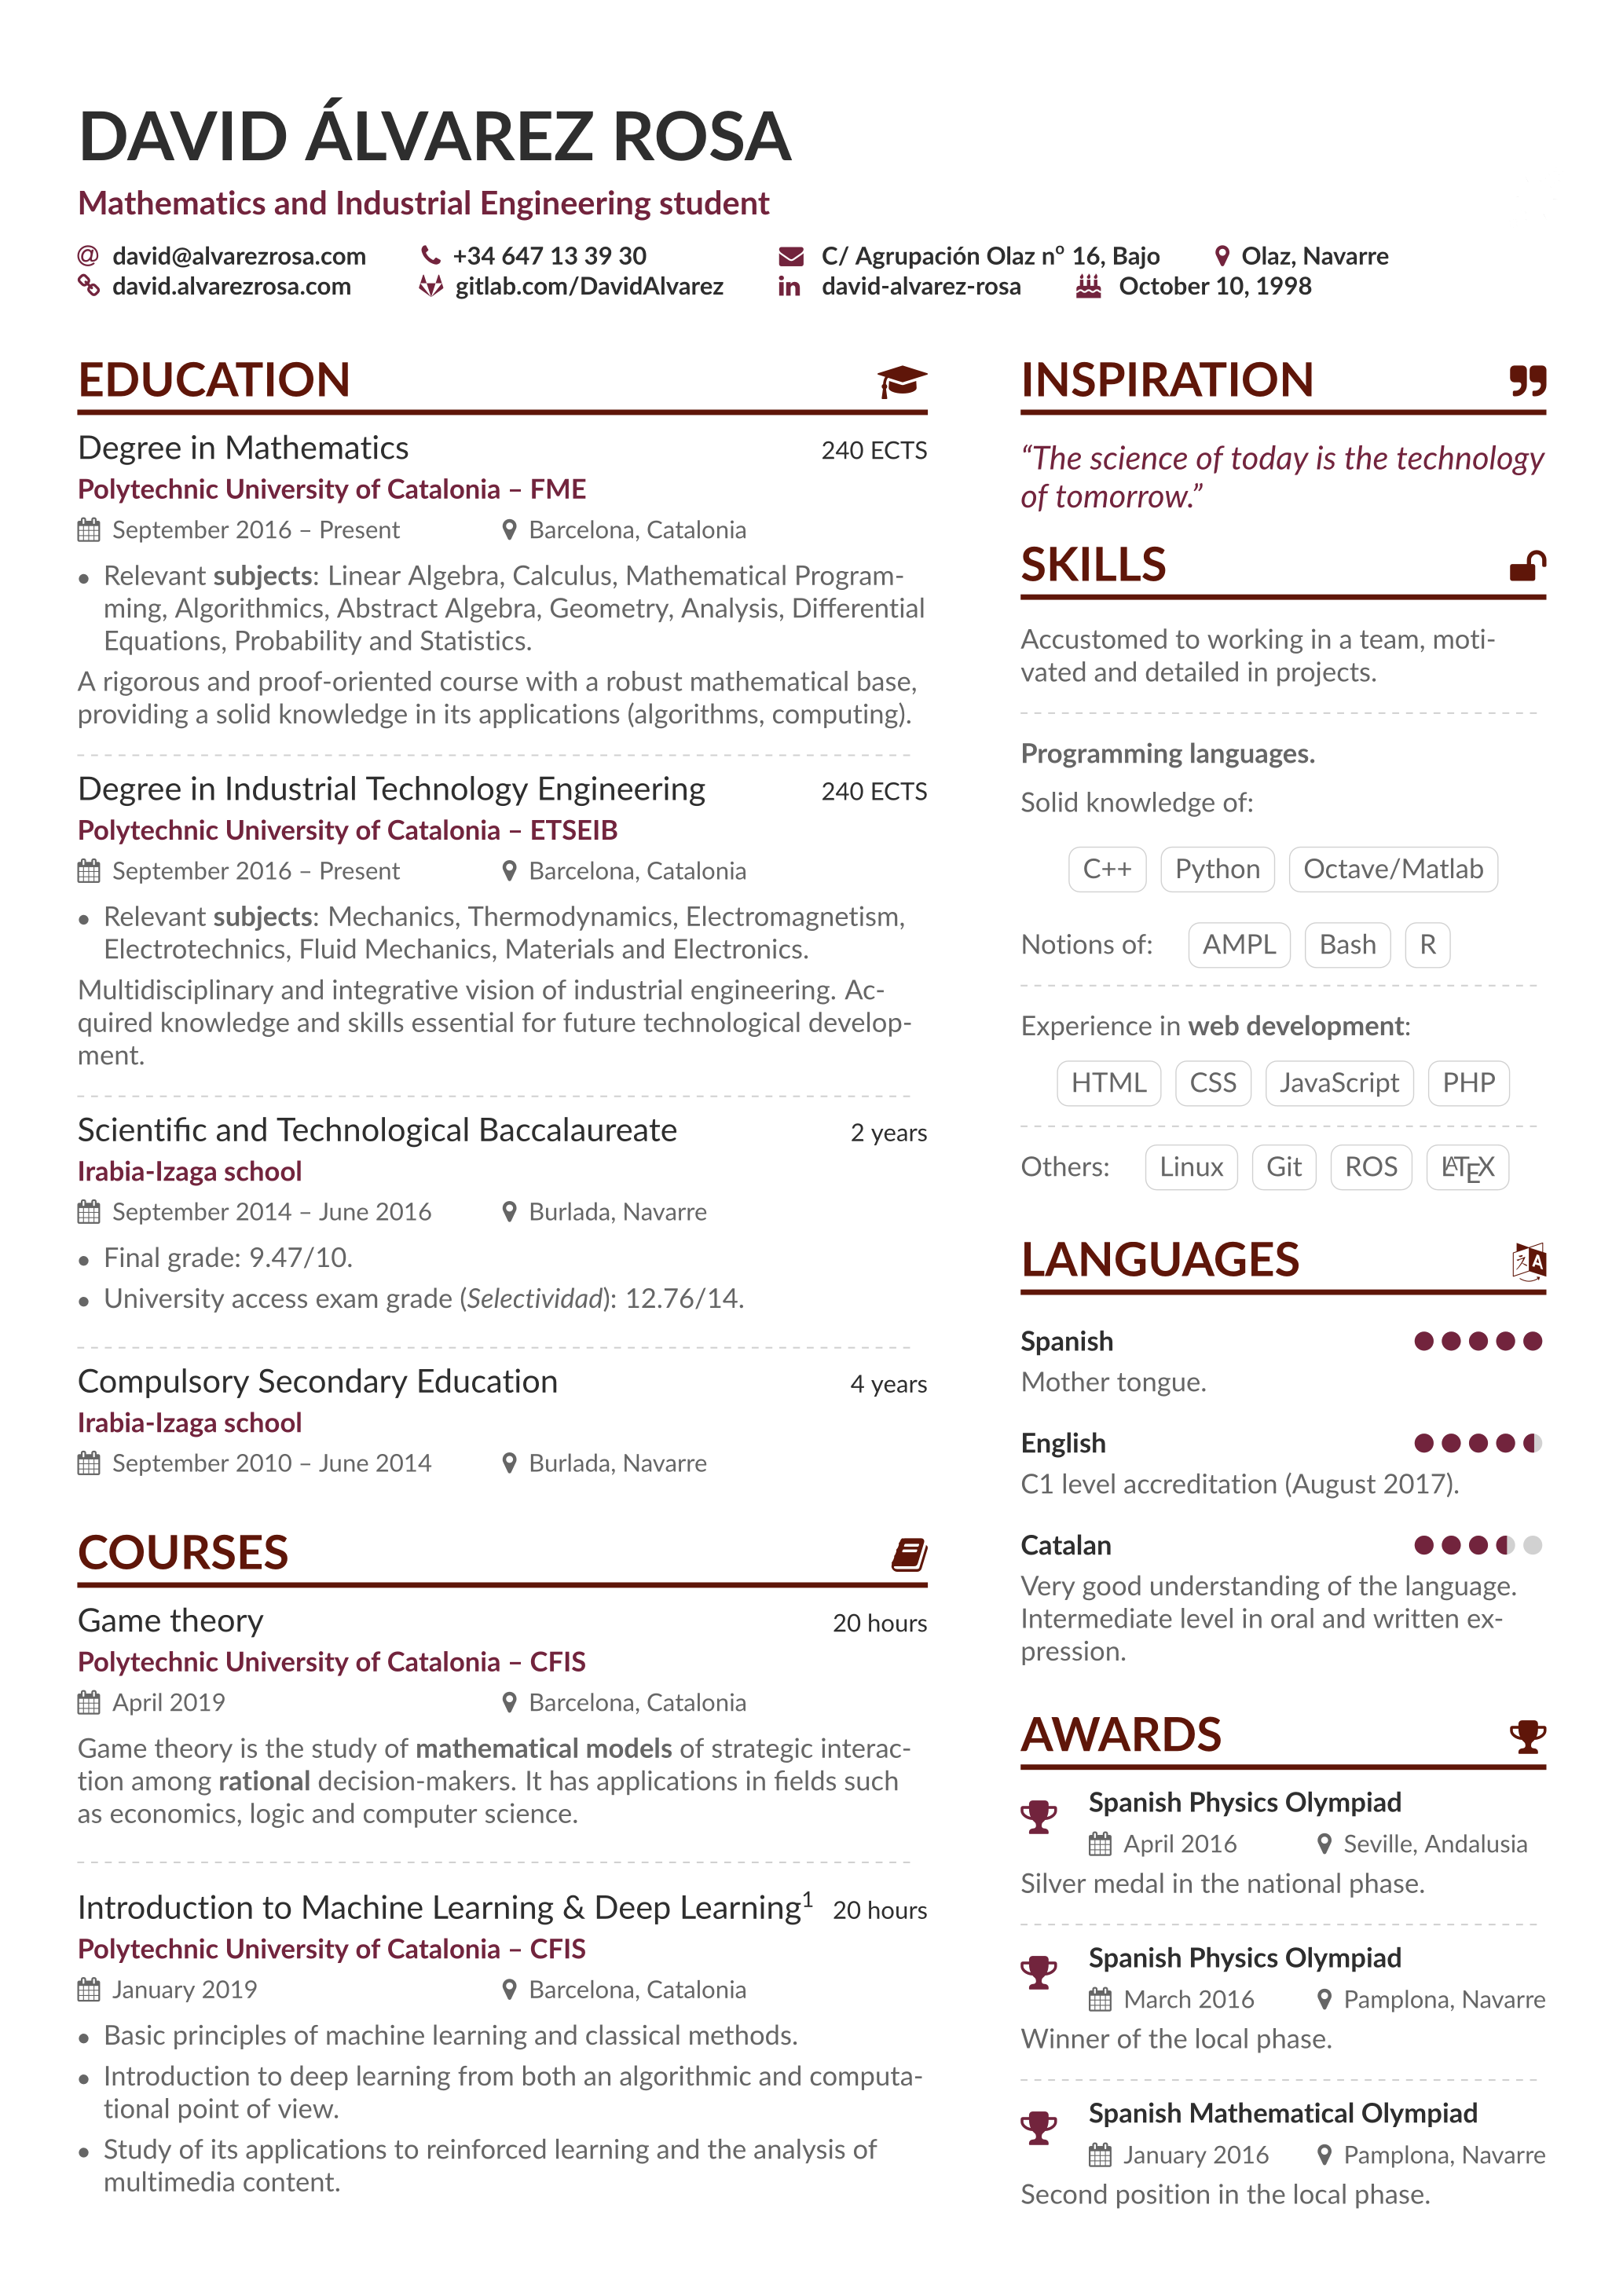 DAVID ÁLVAREZ ROSA
Mathematics and Industrial Engineering student
david@alvarezrosa.com +34 647 13 39 30 C/ Agrupación Olaz nº 16, Bajo Olaz, Navarre
david.alvarezrosa.com gitlab.com/DavidAlvarez david-alvarez-rosa October 10, 1998
EDUCATION
Degree in Mathematics 240 ECTS
Polytechnic University of Catalonia – FME
September 2016 – Present Barcelona, Catalonia
• Relevant subjects: Linear Algebra, Calculus, Mathematical Program-
ming, Algorithmics, Abstract Algebra, Geometry, Analysis, Differential
Equations, Probability and Statistics.
A rigorous and proof-oriented course with a robust mathematical base,
providing a solid knowledge in its applications (algorithms, computing).
Degree in Industrial Technology Engineering 240 ECTS
Polytechnic University of Catalonia – ETSEIB
September 2016 – Present Barcelona, Catalonia
• Relevant subjects: Mechanics, Thermodynamics, Electromagnetism,
Electrotechnics, Fluid Mechanics, Materials and Electronics.
Multidisciplinary and integrative vision of industrial engineering. Ac-
quired knowledge and skills essential for future technological develop-
ment.
Scientific and Technological Baccalaureate 2 years
Irabia-Izaga school
September 2014 – June 2016 Burlada, Navarre
• Final grade: 9.47/10.
• University access exam grade (Selectividad): 12.76/14.
Compulsory Secondary Education 4 years
Irabia-Izaga school
September 2010 – June 2014 Burlada, Navarre
COURSES
Game theory 20 hours
Polytechnic University of Catalonia – CFIS
April 2019 Barcelona, Catalonia
Game theory is the study of mathematical models of strategic interac-
tion among rational decision-makers. It has applications in fields such
as economics, logic and computer science.
Introduction to Machine Learning & Deep Learning¹ 20 hours
Polytechnic University of Catalonia – CFIS
January 2019 Barcelona, Catalonia
• Basic principles of machine learning and classical methods.
• Introduction to deep learning from both an algorithmic and computa-
tional point of view.
• Study of its applications to reinforced learning and the analysis of
multimedia content.
INSPIRATION
“The science of today is the technology
of tomorrow.”
SKILLS
Accustomed to working in a team, moti-
vated and detailed in projects.
Programming languages.
Solid knowledge of:
C++ Python Octave/Matlab
Notions of: AMPL Bash R
Experience in web development:
HTML CSS JavaScript PHP
Others: Linux Git ROS LATEX
LANGUAGES
Spanish
Mother tongue.
English
C1 level accreditation (August 2017).
Catalan
Very good understanding of the language.
Intermediate level in oral and written ex-
pression.
AWARDS
Spanish Physics Olympiad
April 2016 Seville, Andalusia
Silver medal in the national phase.
Spanish Physics Olympiad
March 2016 Pamplona, Navarre
Winner of the local phase.
Spanish Mathematical Olympiad
January 2016 Pamplona, Navarre
Second position in the local phase.